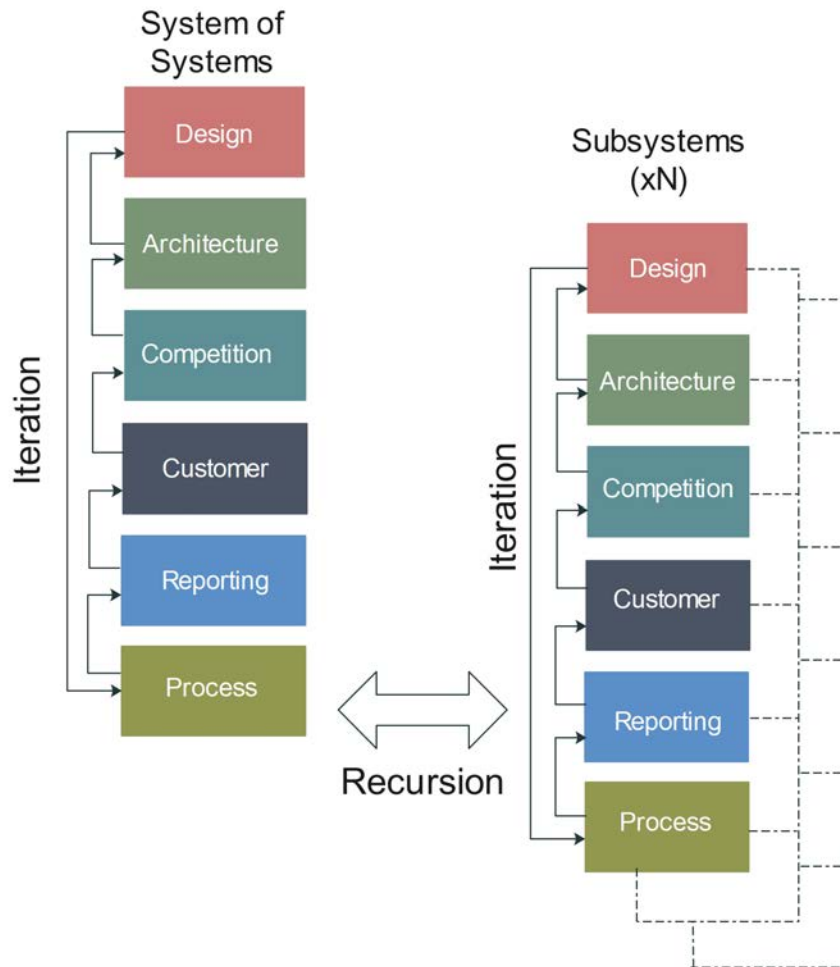 System of
Systems
Design
Architecture
Competition
Customer
Reporting
Process
Iteration
Recursion
Subsystems
(xN)
Design
Architecture
Competition
Customer
Reporting
Process
Iteration